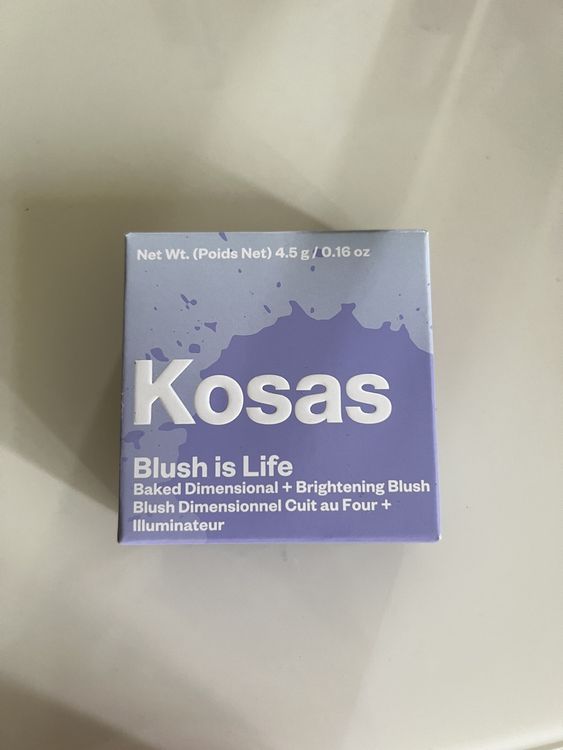 Net Wt. (Poids Net) 4.5 g / 0.16 oz
Kosas
Blush is Life
Baked Dimensional + Brightening Blush
Blush Dimensionnel Cuit au Four +
Illuminateur